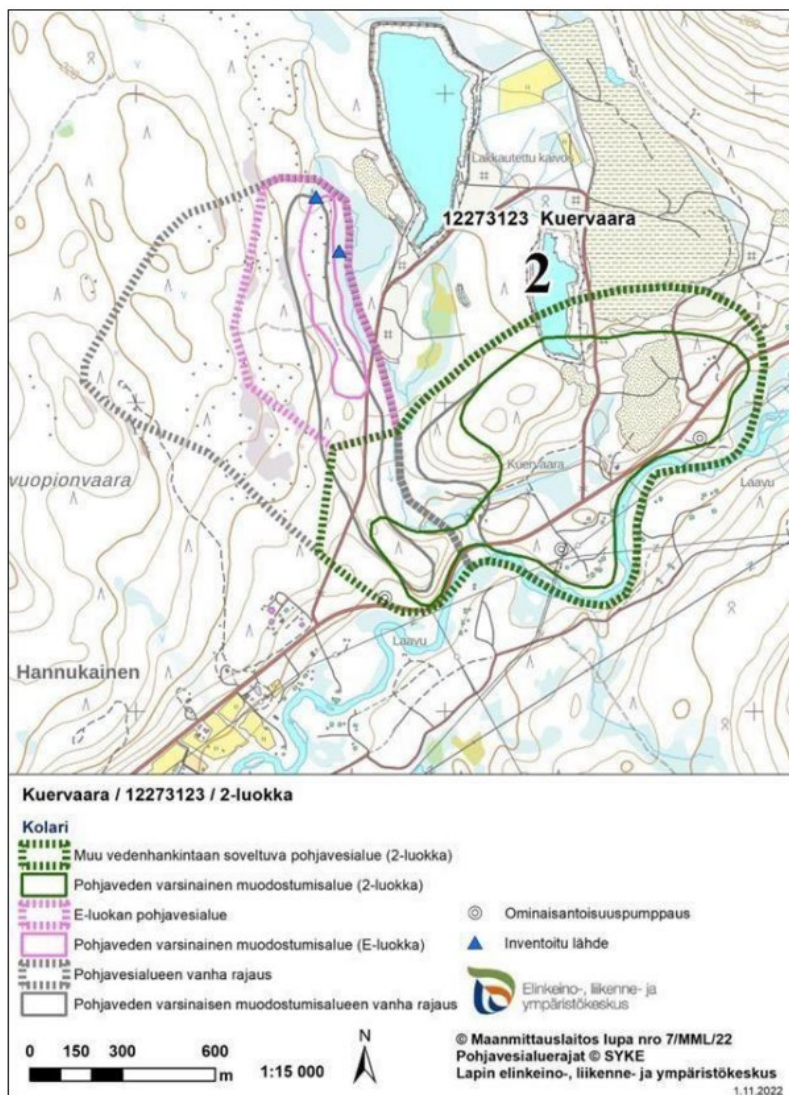 Lakkautettu kaivos
12273123 Kuervaara
2
vuopionvaara
Kuervaara
Laavu
Laavu
Hannukainen
Kuervaara / 12273123 / 2-luokka
Kolari
Muu vedenhankintaan soveltuva pohjavesialue (2-luokka)
Pohjaveden varsinainen muodostumisalue (2-luokka)
E-luokan pohjavesialue
Pohjaveden varsinainen muodostumisalue (E-luokka)
Pohjavesialueen vanha rajaus
Pohjaveden varsinaisen muodostumisalueen vanha rajaus
Ominaisantoisuuspumppaus
Inventoitu lähde
Elinkeino-, liikenne- ja
ympäristökeskus
0 150 300 600
m
1:15 000
N
© Maanmittauslaitos lupa nro 7/MML/22
Pohjavesialuerajat © SYKE
Lapin elinkeino-, liikenne- ja ympäristökeskus
1.11.2022